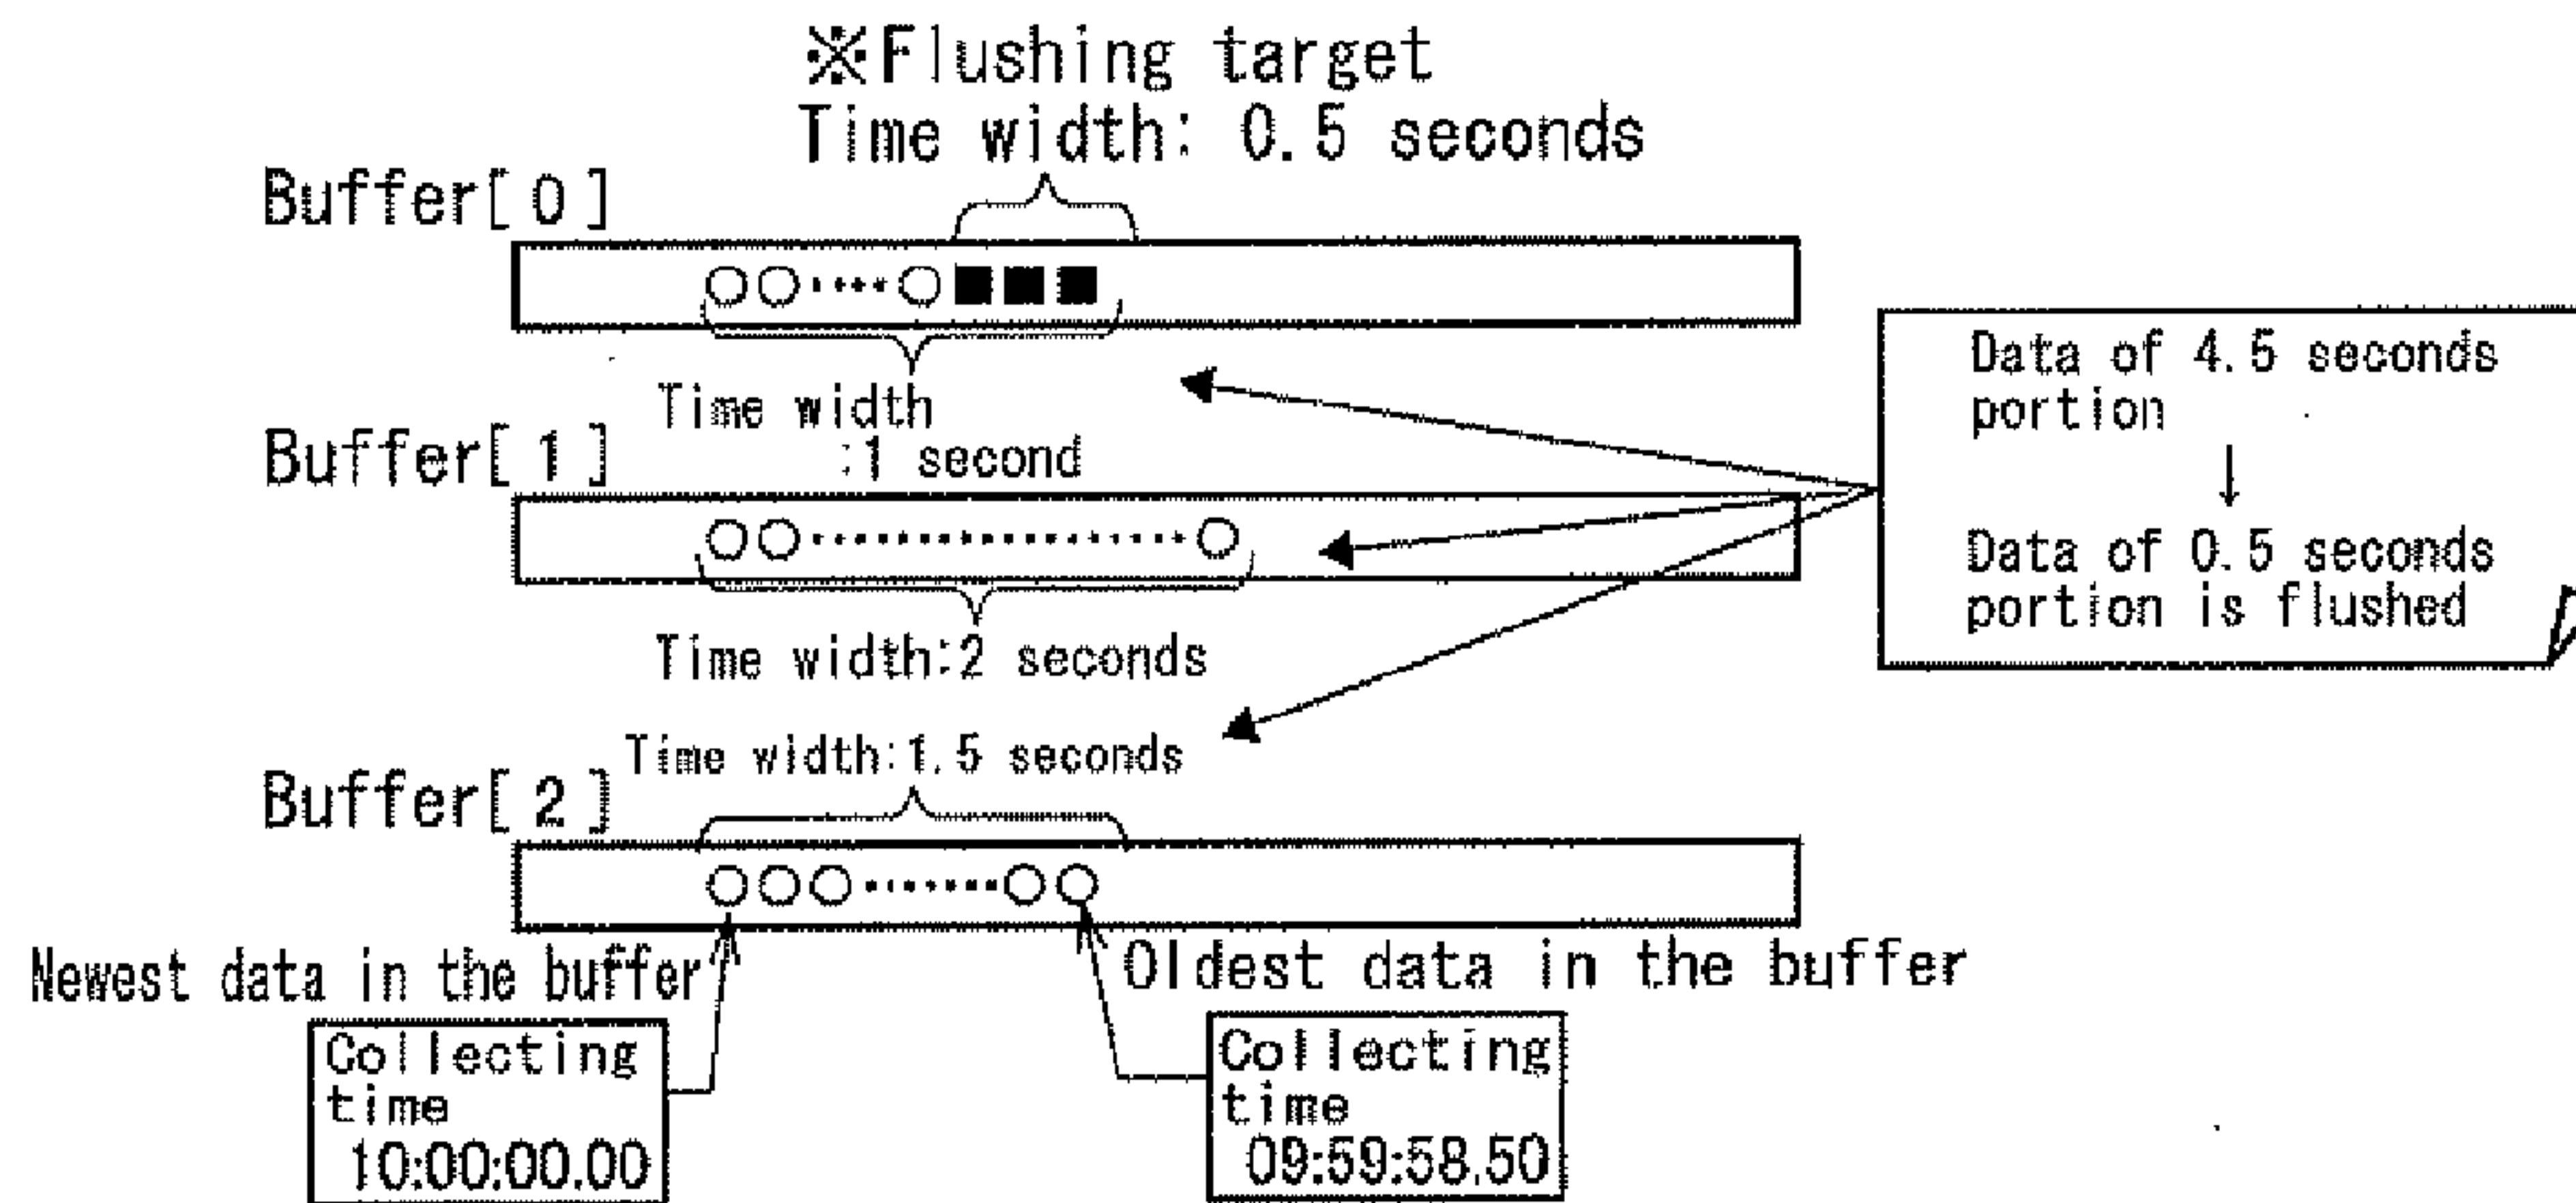 ※Flushing target
Time width: 0.5 seconds
Buffer[0]
Time width
:1 second
Buffer[1]
Time width:2 seconds
Data of 4.5 seconds
portion
↓
Data of 0.5 seconds
portion is flushed
Time width:1.5 seconds
Buffer[2]
Newest data in the buffer
Oldest data in the buffer
Collecting
time
10:00:00.00
Collecting
time
09:59:58.50